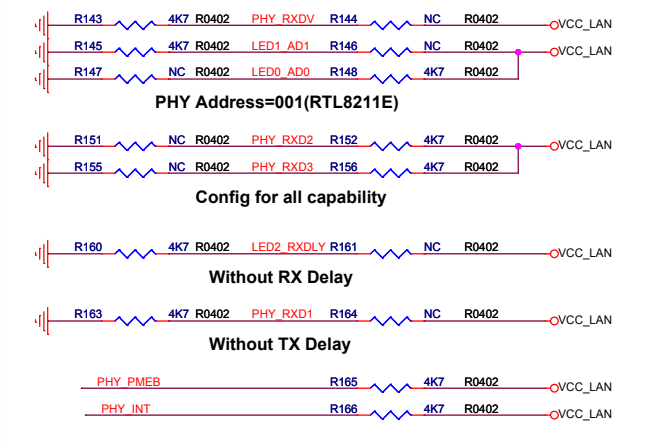 R143 4K7 R0402 PHY_RXDV R144 NC R0402 VCC_LAN
R145 4K7 R0402 LED1_AD1 R146 NC R0402 VCC_LAN
R147 NC R0402 LED0_AD0 R148 4K7 R0402
PHY Address=001(RTL8211E)
R151 NC R0402 PHY_RXD2 R152 4K7 R0402 VCC_LAN
R155 NC R0402 PHY_RXD3 R156 4K7 R0402
Config for all capability
R160 4K7 R0402 LED2_RXDLY R161 NC R0402 VCC_LAN
Without RX Delay
R163 4K7 R0402 PHY_RXD1 R164 NC R0402 VCC_LAN
Without TX Delay
PHY_PMEB R165 4K7 R0402 VCC_LAN
PHY_INT R166 4K7 R0402 VCC_LAN